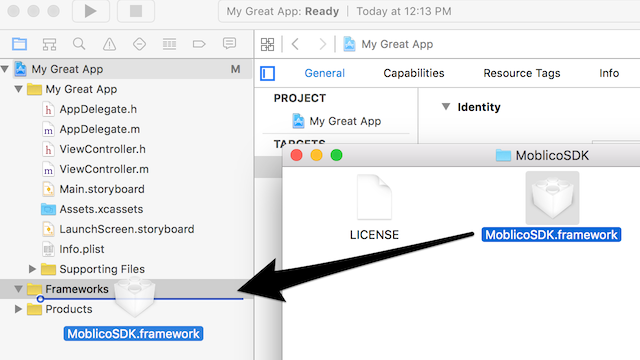 My Great App: Ready | Today at 12:13 PM
My Great App M
My Great App
AppDelegate.h
AppDelegate.m
ViewController.h
ViewController.m
Main.storyboard
Assets.xcassets
LaunchScreen.storyboard
Info.plist
Supporting Files
Frameworks
Products
MoblicoSDK.framework
My Great App
General Capabilities Resource Tags Info
PROJECT
My Great App
TARGETS
Identity
MoblicoSDK
LICENSE
MoblicoSDK.framework